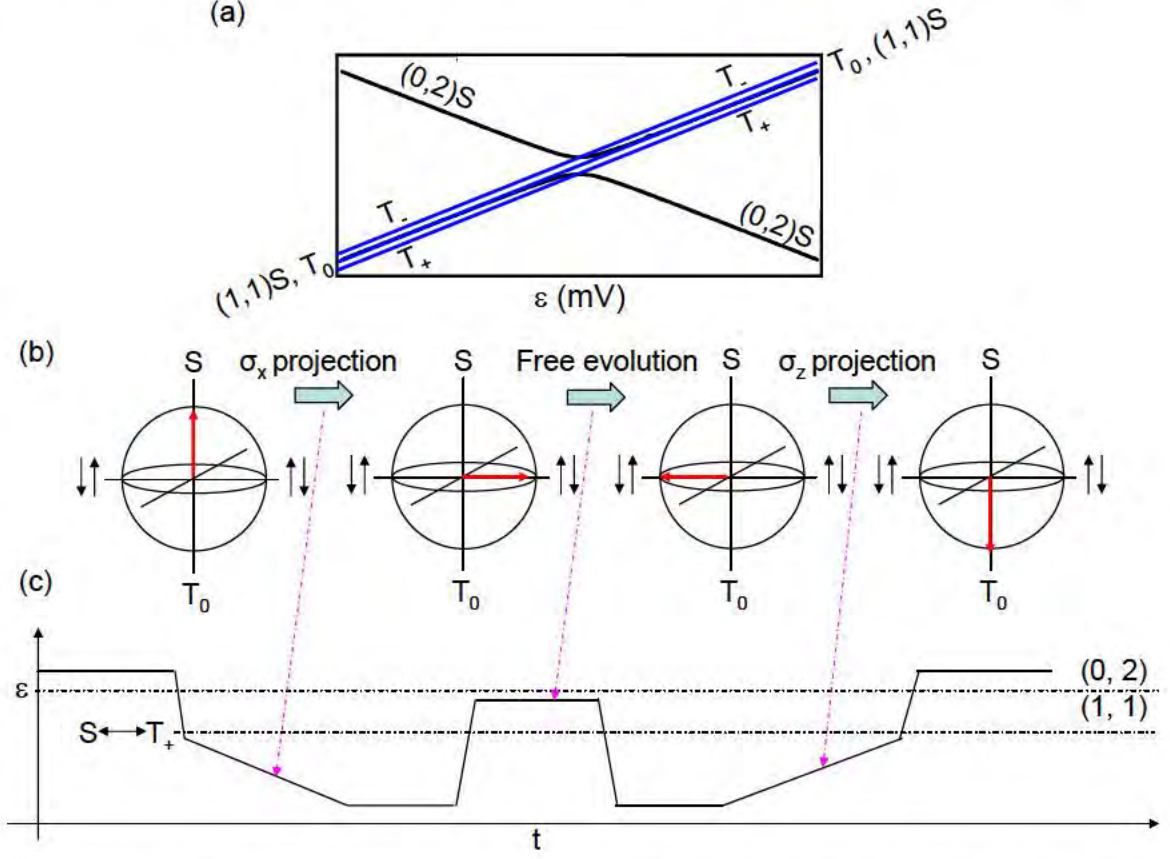 (a)
T₀, (1,1)S
(0,2)S
T₋
T₊
T₋
(0,2)S
T₊
(1,1)S, T₀
ε (mV)
(b)
S σₓ projection S Free evolution S σ_z projection S
↓↑ ↑↓ ↓↑ ↑↓ ↓↑ ↑↓ ↓↑ ↑↓
T₀ T₀ T₀ T₀
(c)
(0, 2)
ε
(1, 1)
S↔T₊
t